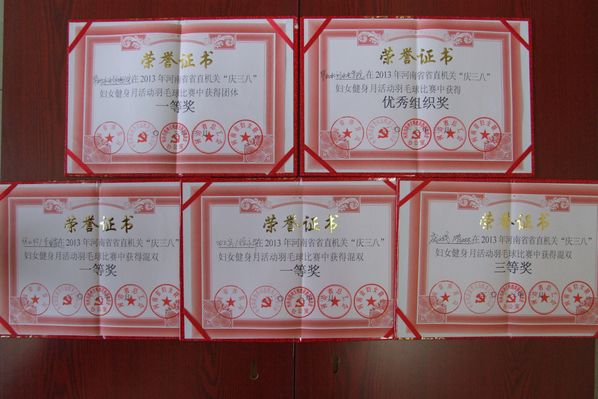 荣誉证书
在2013年河南省省直机关“庆三八”
妇女健身月活动羽毛球比赛中获得团体
一等奖
荣誉证书
在2013年河南省省直机关“庆三八”
妇女健身月活动羽毛球比赛中获得
优秀组织奖
荣誉证书
在2013年河南省省直机关“庆三八”
妇女健身月活动羽毛球比赛中获得混双
一等奖
荣誉证书
在2013年河南省省直机关“庆三八”
妇女健身月活动羽毛球比赛中获得混双
一等奖
荣誉证书
在2013年河南省省直机关“庆三八”
妇女健身月活动羽毛球比赛中获得混双
三等奖